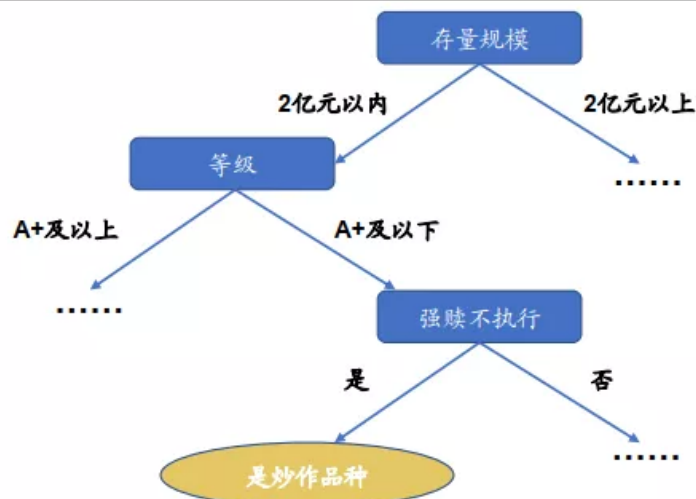 存量规模
2亿元以内
2亿元以上
等级
......
A+及以上
A+及以下
......
强赎不执行
是
否
......
是炒作品种